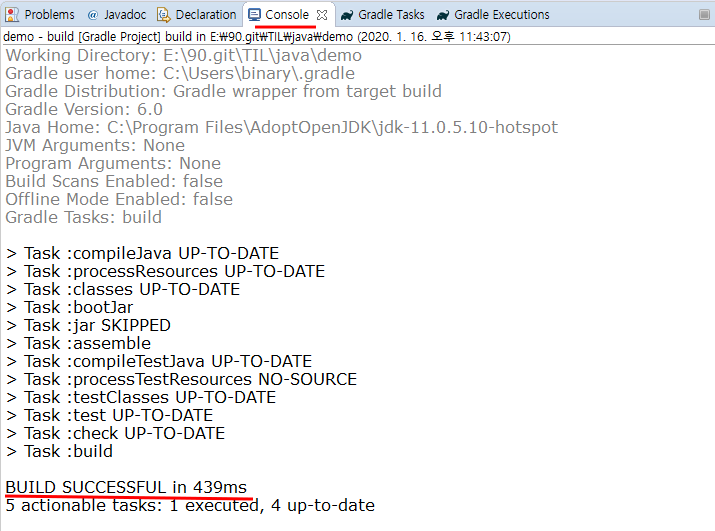 Problems @ Javadoc Declaration Console Gradle Tasks Gradle Executions
demo - build [Gradle Project] build in E:₩90.git₩TIL₩java₩demo (2020. 1. 16. 오후 11:43:07)
Working Directory: E:\90.git\TIL\java\demo
Gradle user home: C:\Users\binary\.gradle
Gradle Distribution: Gradle wrapper from target build
Gradle Version: 6.0
Java Home: C:\Program Files\AdoptOpenJDK\jdk-11.0.5.10-hotspot
JVM Arguments: None
Program Arguments: None
Build Scans Enabled: false
Offline Mode Enabled: false
Gradle Tasks: build
> Task :compileJava UP-TO-DATE
> Task :processResources UP-TO-DATE
> Task :classes UP-TO-DATE
> Task :bootJar
> Task :jar SKIPPED
> Task :assemble
> Task :compileTestJava UP-TO-DATE
> Task :processTestResources NO-SOURCE
> Task :testClasses UP-TO-DATE
> Task :test UP-TO-DATE
> Task :check UP-TO-DATE
> Task :build
BUILD SUCCESSFUL in 439ms
5 actionable tasks: 1 executed, 4 up-to-date